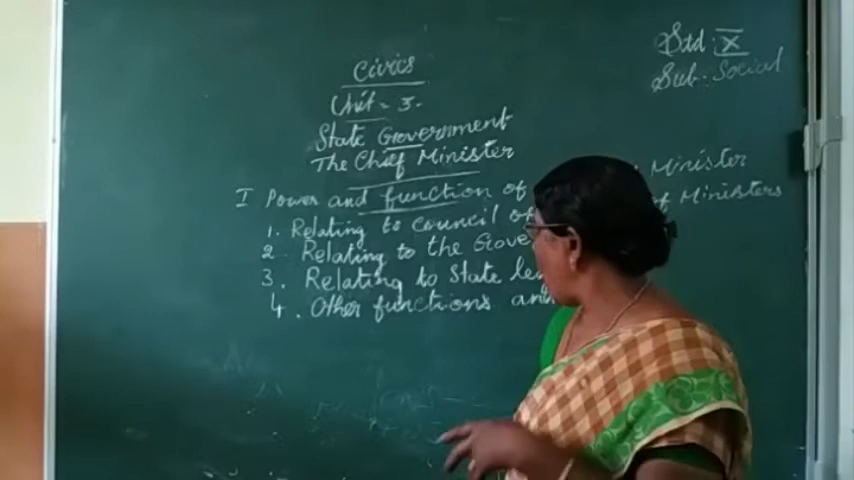 Std: X
Sub: Social
Civics
Unit - 3.
State Government
The Chief Minister
I Power and function of Minister
1. Relating to council of of Ministers
2. Relating to the
3. Relating to State
4. Other functions